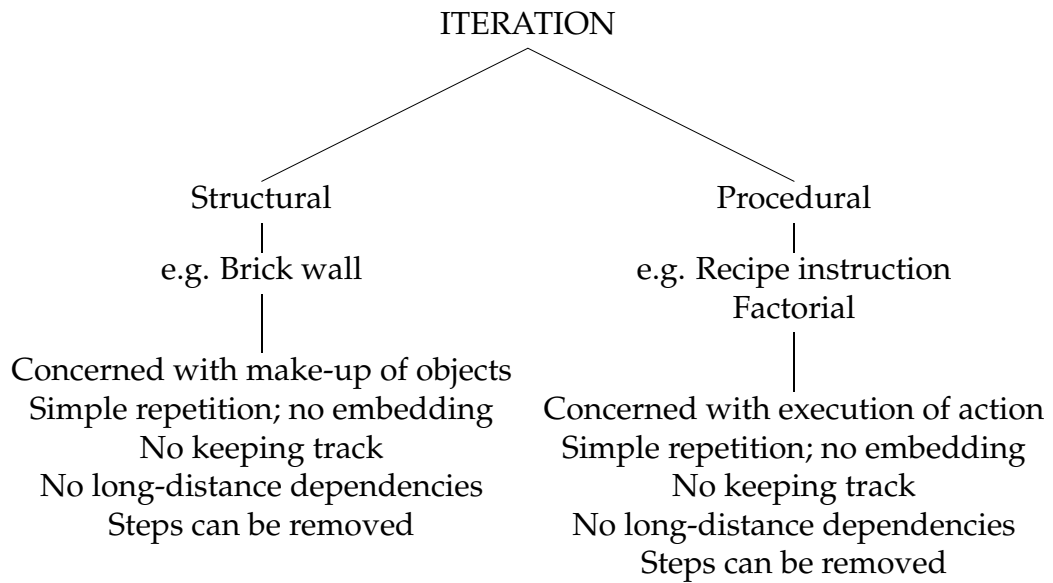 ITERATION
Structural
e.g. Brick wall
Concerned with make-up of objects
Simple repetition; no embedding
No keeping track
No long-distance dependencies
Steps can be removed
Procedural
e.g. Recipe instruction
Factorial
Concerned with execution of action
Simple repetition; no embedding
No keeping track
No long-distance dependencies
Steps can be removed